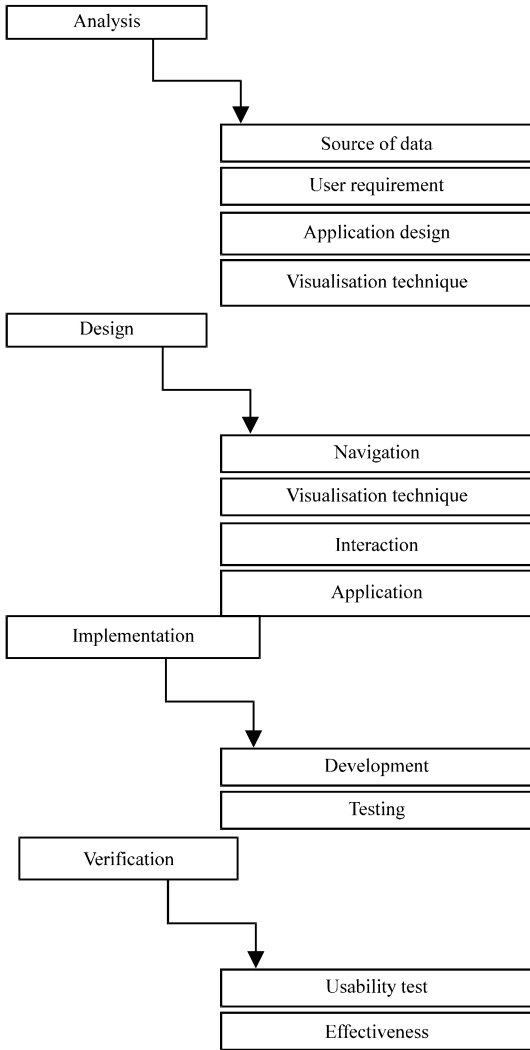 Analysis
Source of data
User requirement
Application design
Visualisation technique
Design
Navigation
Visualisation technique
Interaction
Application
Implementation
Development
Testing
Verification
Usability test
Effectiveness